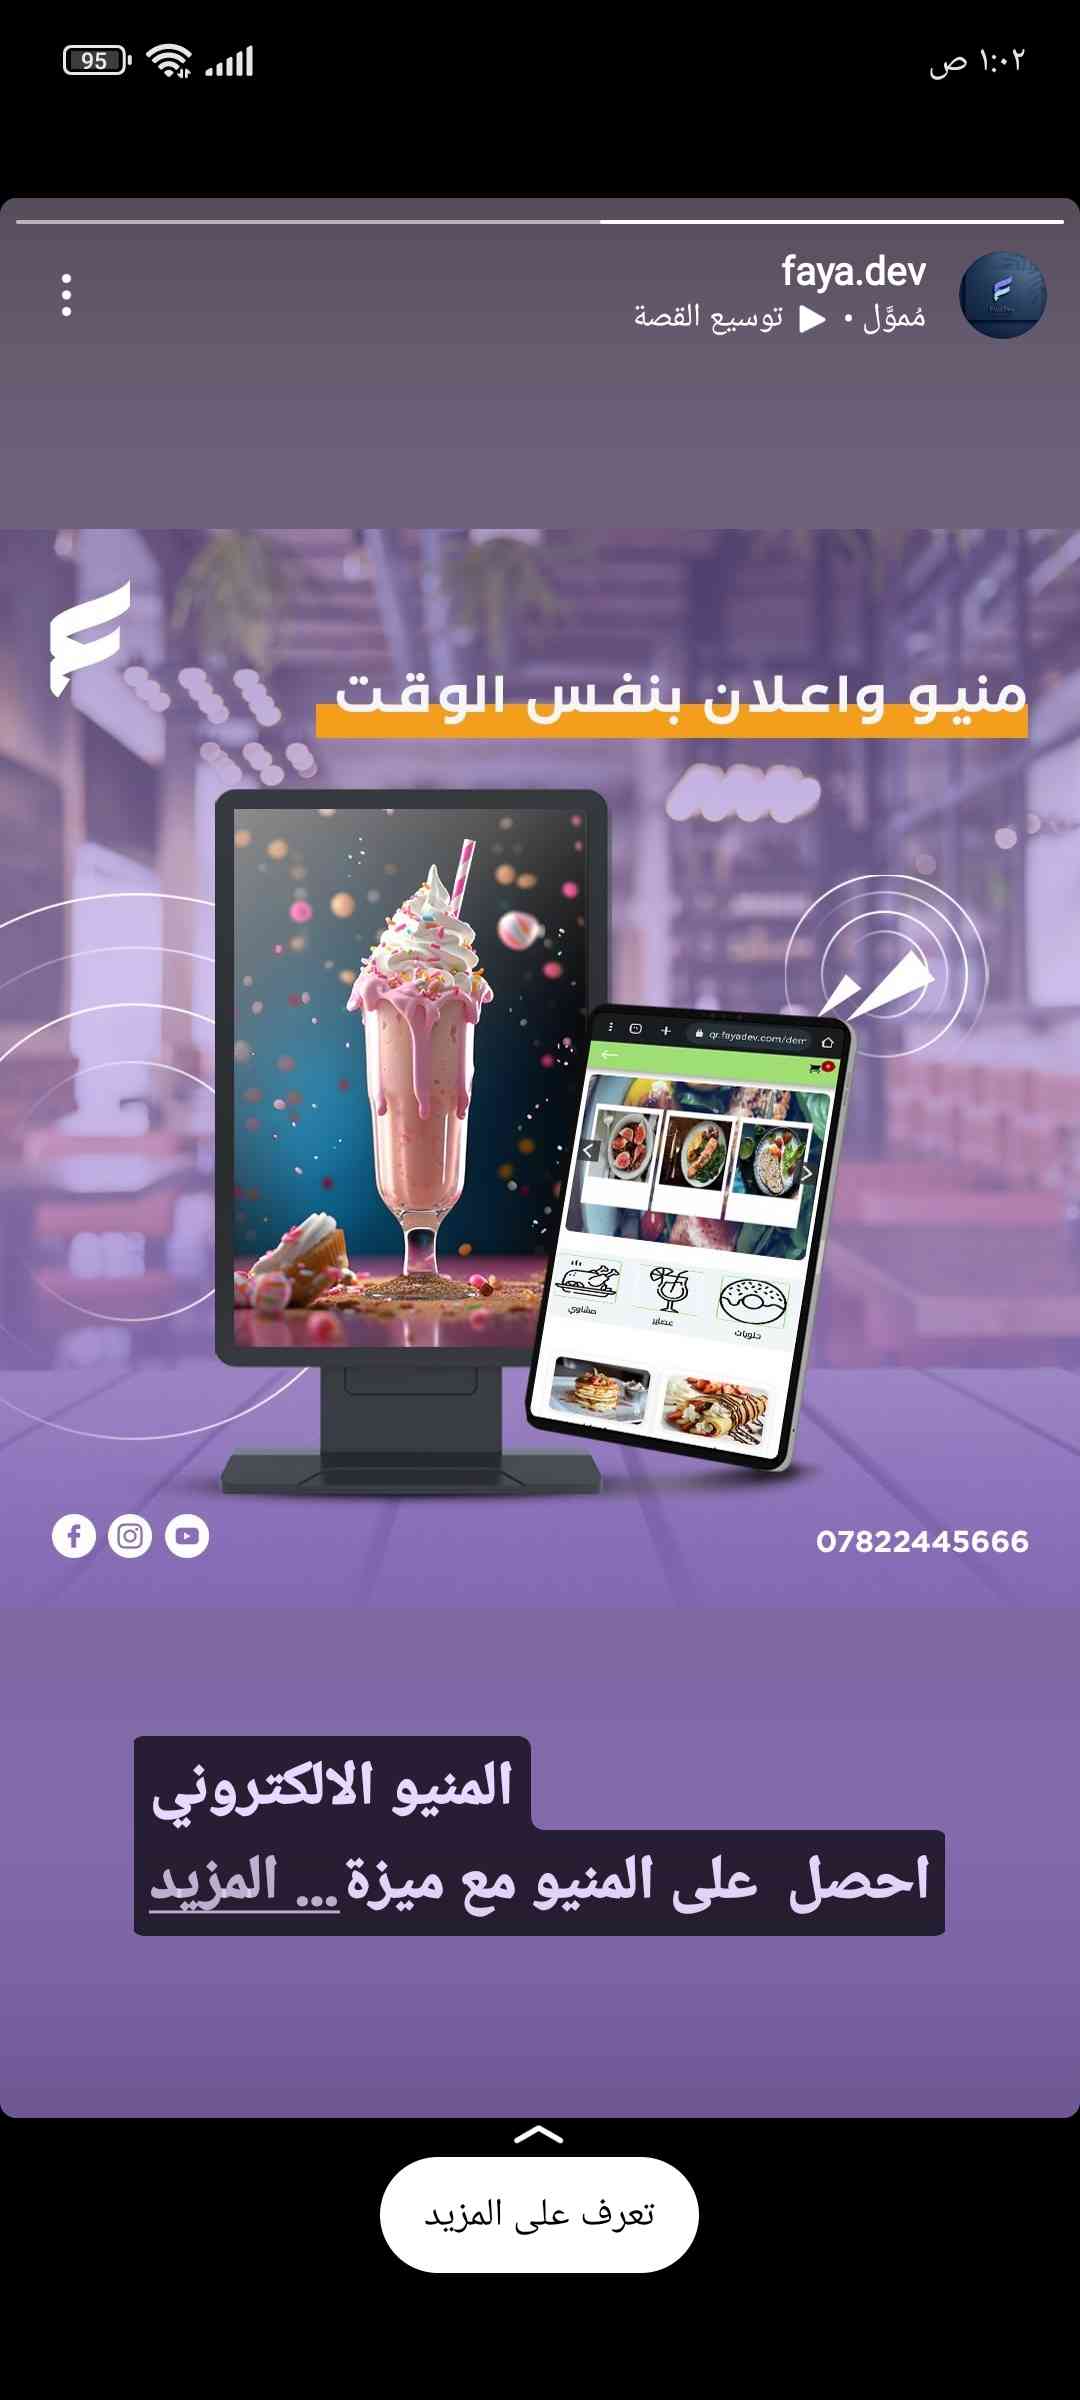 ١:٠٢ ص
95
faya.dev
مُموَّل • توسيع القصة
منيو واعلان بنفس الوقت
qr.fayadev.com/dem
0
مشاوي
عصائر
حلويات
07822445666
المنيو الالكتروني
احصل على المنيو مع ميزة... المزيد
تعرف على المزيد